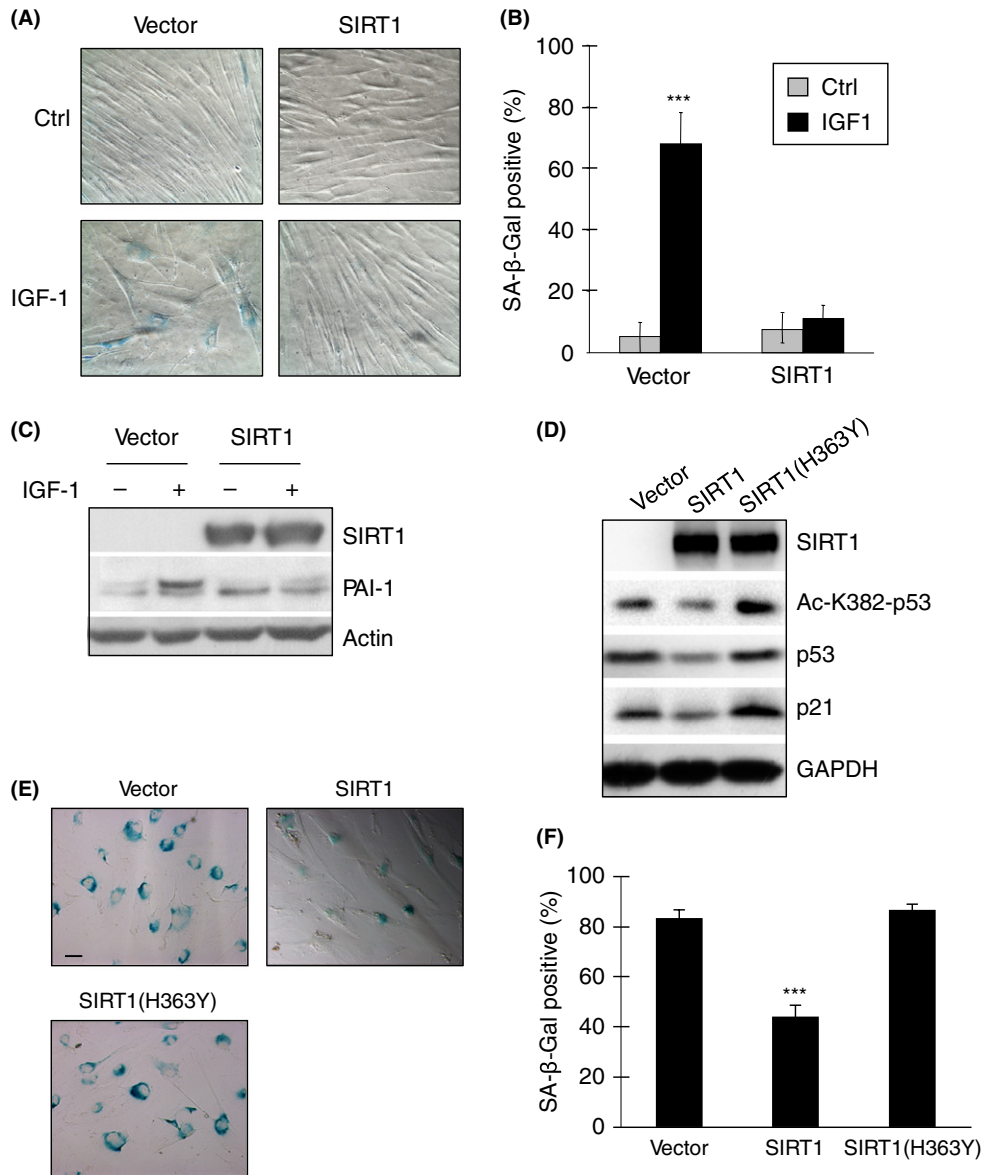 (A)
Vector SIRT1
Ctrl
IGF-1
(B)
SA-β-Gal positive (%)
100
80
60
40
20
0
***
Ctrl
IGF1
Vector SIRT1
(C)
Vector SIRT1
IGF-1 – + – +
SIRT1
PAI-1
Actin
(D)
Vector SIRT1 SIRT1(H363Y)
SIRT1
Ac-K382-p53
p53
p21
GAPDH
(E)
Vector SIRT1
SIRT1(H363Y)
(F)
SA-β-Gal positive (%)
100
80
60
40
20
0
***
Vector SIRT1 SIRT1(H363Y)